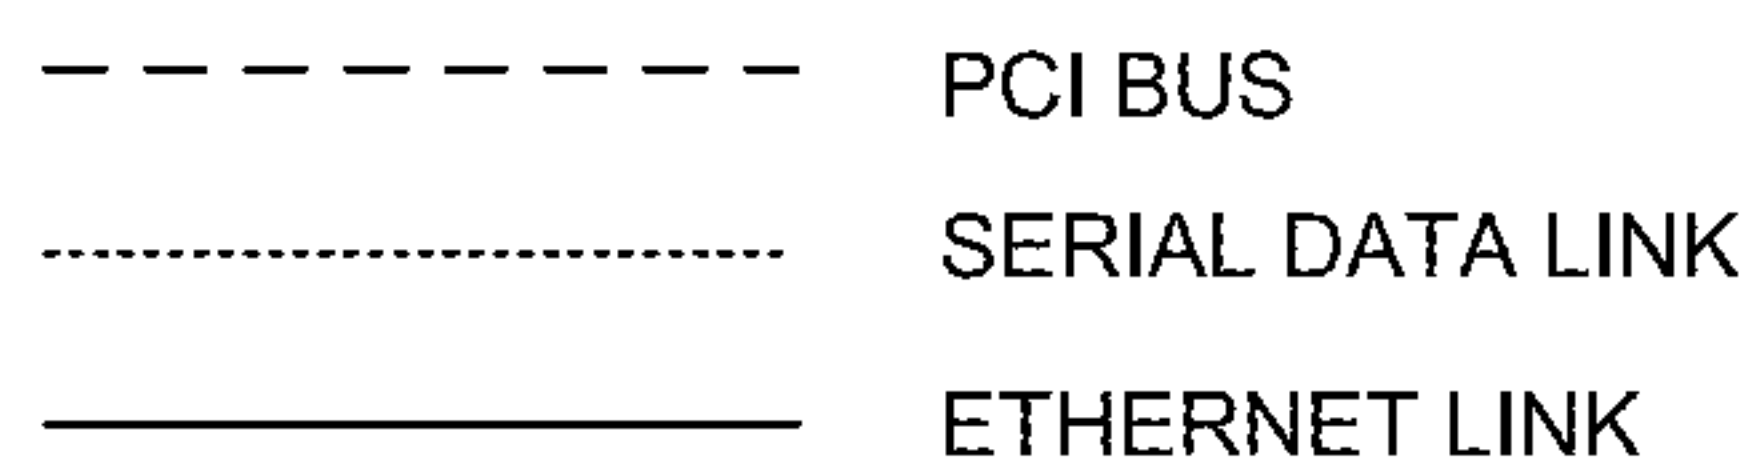 PCI BUS
SERIAL DATA LINK
ETHERNET LINK